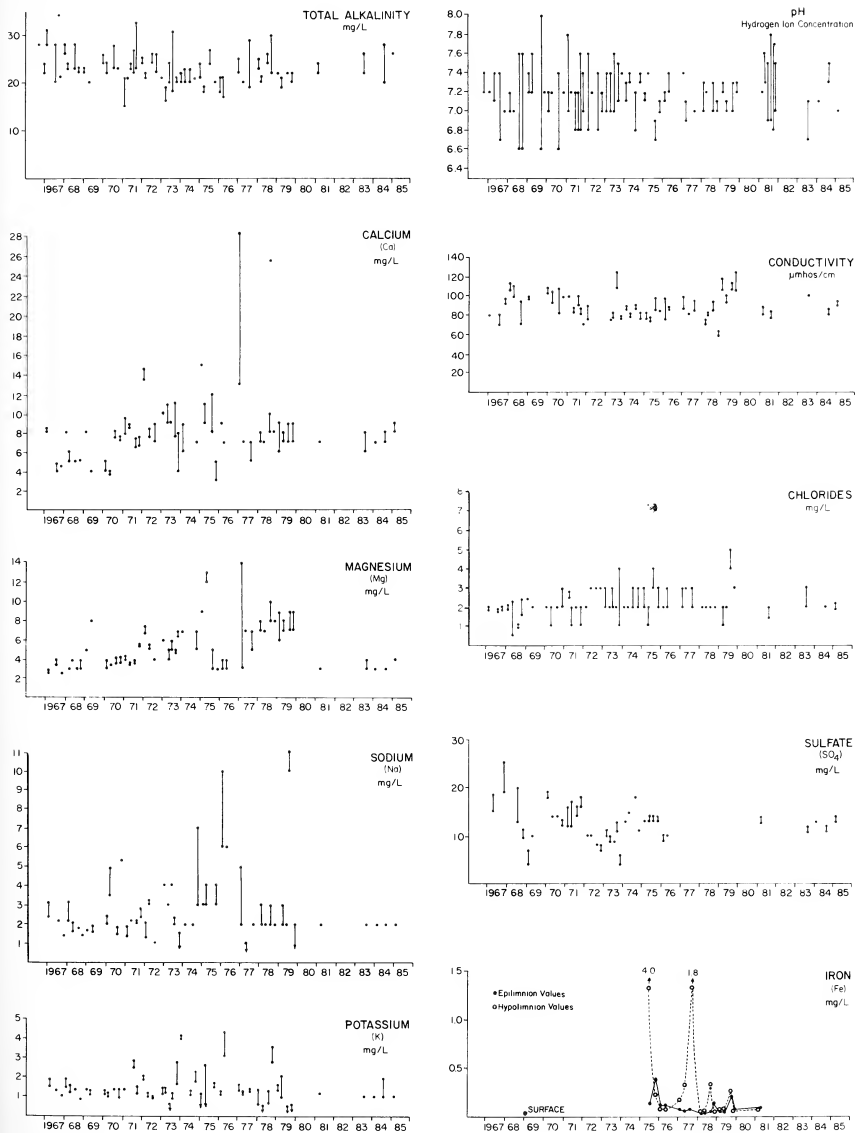 TOTAL ALKALINITY
mg/L
30
20
10
1967 68 69 70 71 72 73 74 75 76 77 78 79 80 81 82 83 84 85
pH
Hydrogen Ion Concentration
8.0
7.8
7.6
7.4
7.2
7.0
6.8
6.6
6.4
1967 68 69 70 71 72 73 74 75 76 77 78 79 80 81 82 83 84 85
CALCIUM
(Ca)
mg/L
28
26
24
22
20
18
16
14
12
10
8
6
4
2
1967 68 69 70 71 72 73 74 75 76 77 78 79 80 81 82 83 84 85
CONDUCTIVITY
µmhos/cm
140
120
100
80
60
40
20
1967 68 69 70 71 72 73 74 75 76 77 78 79 80 81 82 83 84 85
MAGNESIUM
(Mg)
mg/L
14
12
10
8
6
4
2
1967 68 69 70 71 72 73 74 75 76 77 78 79 80 81 82 83 84 85
CHLORIDES
mg/L
8
7
6
5
4
3
2
1
1967 68 69 70 71 72 73 74 75 76 77 78 79 80 81 82 83 84 85
SODIUM
(Na)
mg/L
11
10
9
8
7
6
5
4
3
2
1
1967 68 69 70 71 72 73 74 75 76 77 78 79 80 81 82 83 84 85
SULFATE
(SO₄)
mg/L
30
20
10
1967 68 69 70 71 72 73 74 75 76 77 78 79 80 81 82 83 84 85
POTASSIUM
(K)
mg/L
5
4
3
2
1
1967 68 69 70 71 72 73 74 75 76 77 78 79 80 81 82 83 84 85
IRON
(Fe)
mg/L
4.0
1.8
1.5
1.0
0.5
Epilimnion Values
Hypolimnion Values
SURFACE
1967 68 69 70 71 72 73 74 75 76 77 78 79 80 81 82 83 84 85